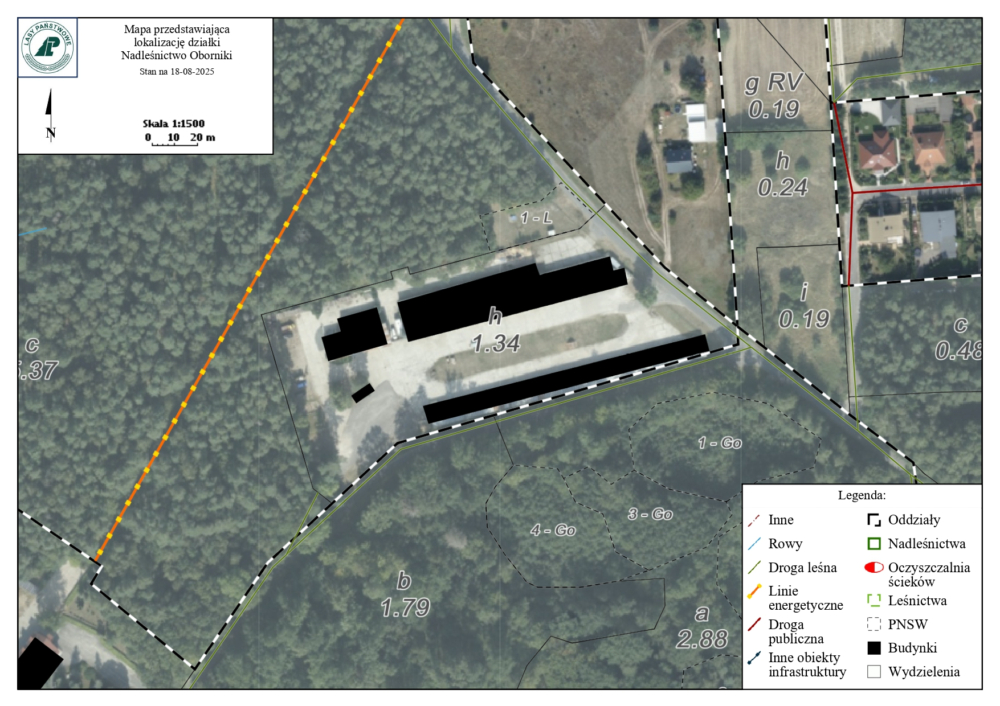 LASY PAŃSTWOWE
Mapa przedstawiająca
lokalizację działki
Nadleśnictwo Oborniki
Stan na 18-08-2025
N
Skala 1:1500
0 10 20 m
g RV
0.19
h
0.24
1 - L
i
0.19
h
1.34
c
0.48
c
5.37
1 - Go
3 - Go
4 - Go
b
1.79
a
2.88
Legenda:
Inne
Rowy
Droga leśna
Linie
energetyczne
Droga
publiczna
Inne obiekty
infrastruktury
Oddziały
Nadleśnictwa
Oczyszczalnia
ścieków
Leśnictwa
PNSW
Budynki
Wydzielenia